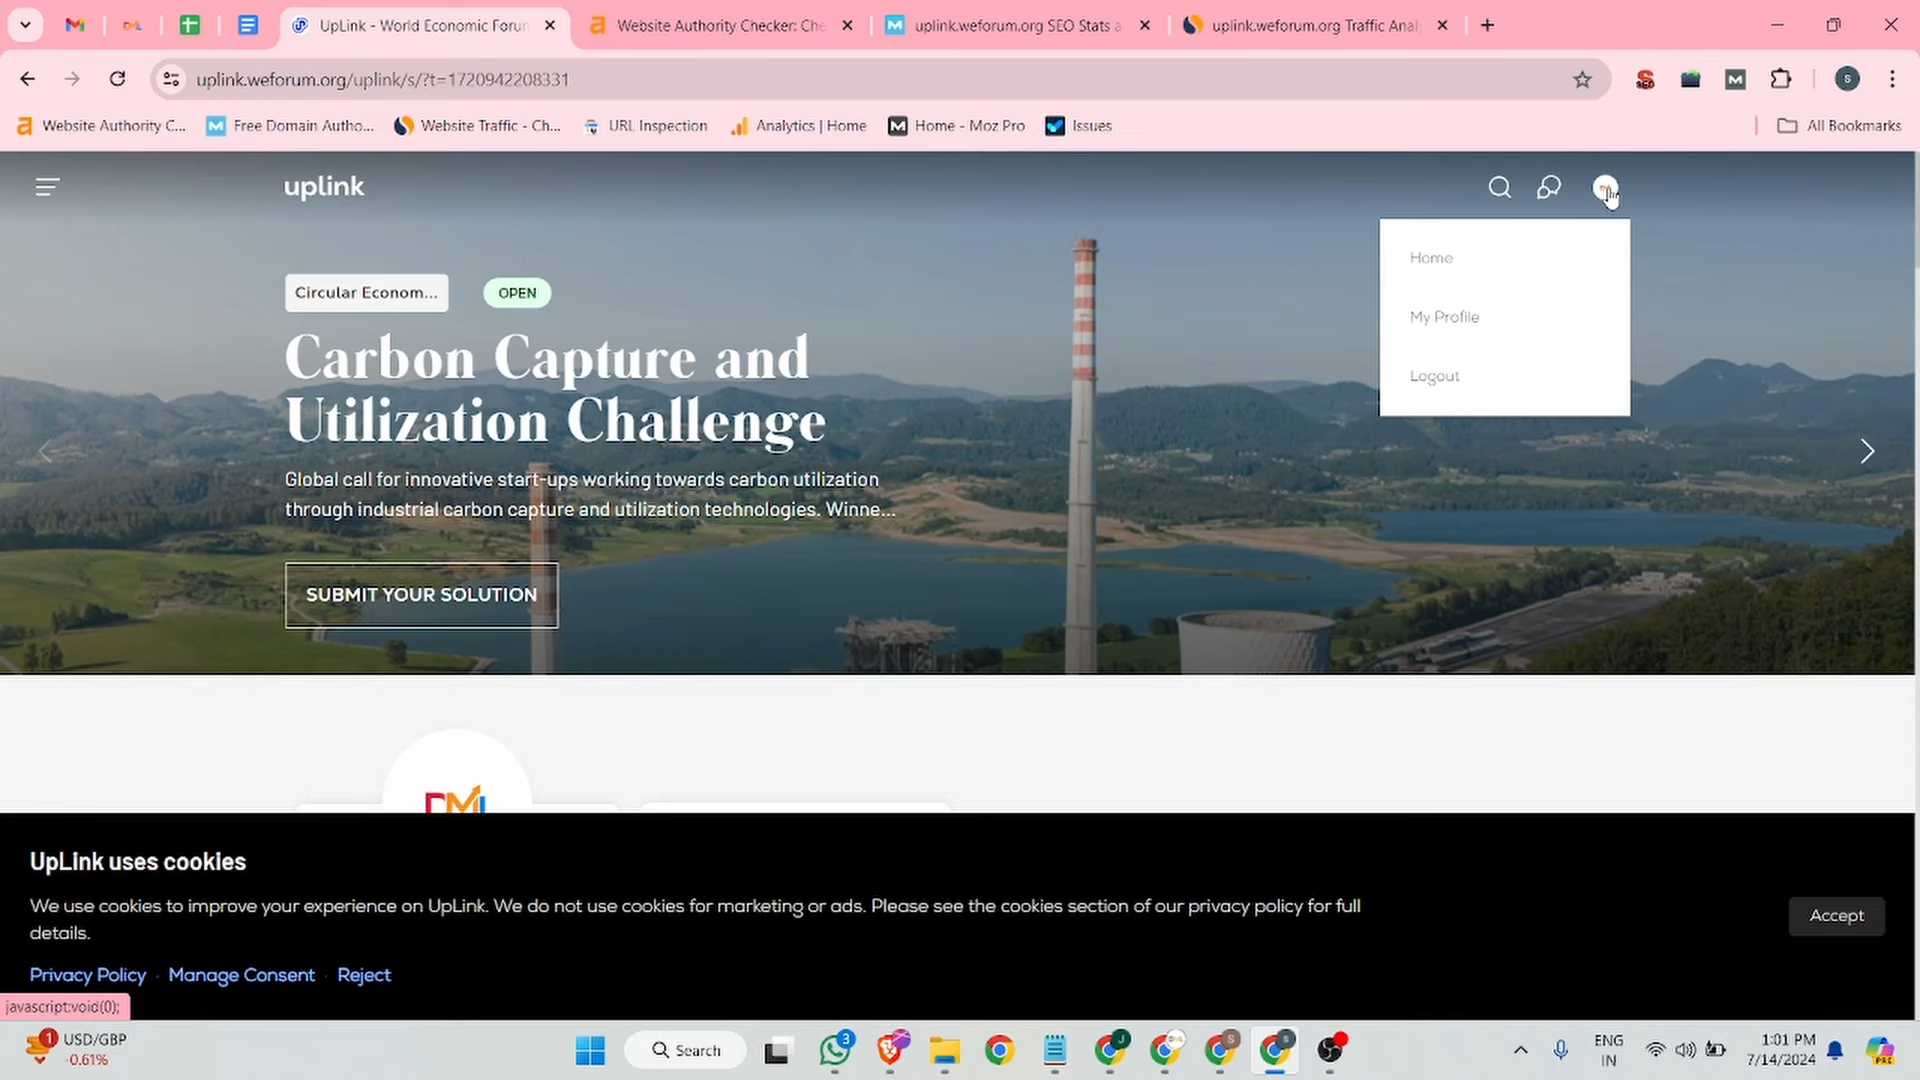 UpLink - World Economic Forun
Website Authority Checker: Che
uplink.weforum.org SEO Stats a
uplink.weforum.org Traffic Anal
uplink.weforum.org/uplink/s/?t=1720942208331
S
Website Authority C...
Free Domain Autho...
Website Traffic - Ch...
URL Inspection
Analytics | Home
Home - Moz Pro
Issues
All Bookmarks
uplink
Home
My Profile
Logout
Circular Econom...
OPEN
Carbon Capture and
Utilization Challenge
Global call for innovative start-ups working towards carbon utilization
through industrial carbon capture and utilization technologies. Winne...
SUBMIT YOUR SOLUTION
UpLink uses cookies
We use cookies to improve your experience on UpLink. We do not use cookies for marketing or ads. Please see the cookies section of our privacy policy for full
details.
Accept
Privacy Policy · Manage Consent · Reject
javascript:void(0);
1
USD/GBP
-0.61%
Search
3
ENG
IN
1:01 PM
7/14/2024